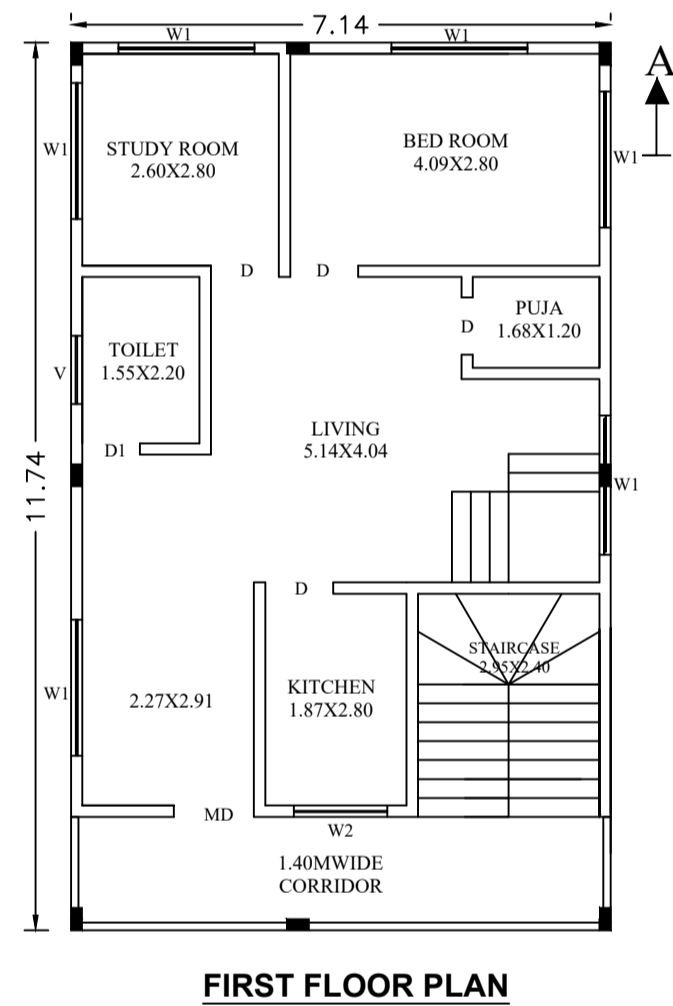 7.14
W1
W1
A
W1
STUDY ROOM
2.60X2.80
BED ROOM
4.09X2.80
W1
D
D
PUJA
1.68X1.20
D
TOILET
1.55X2.20
V
LIVING
5.14X4.04
D1
11.74
W1
D
STAIRCASE
2.95X2.40
W1
2.27X2.91
KITCHEN
1.87X2.80
MD
W2
1.40MWIDE
CORRIDOR
FIRST FLOOR PLAN